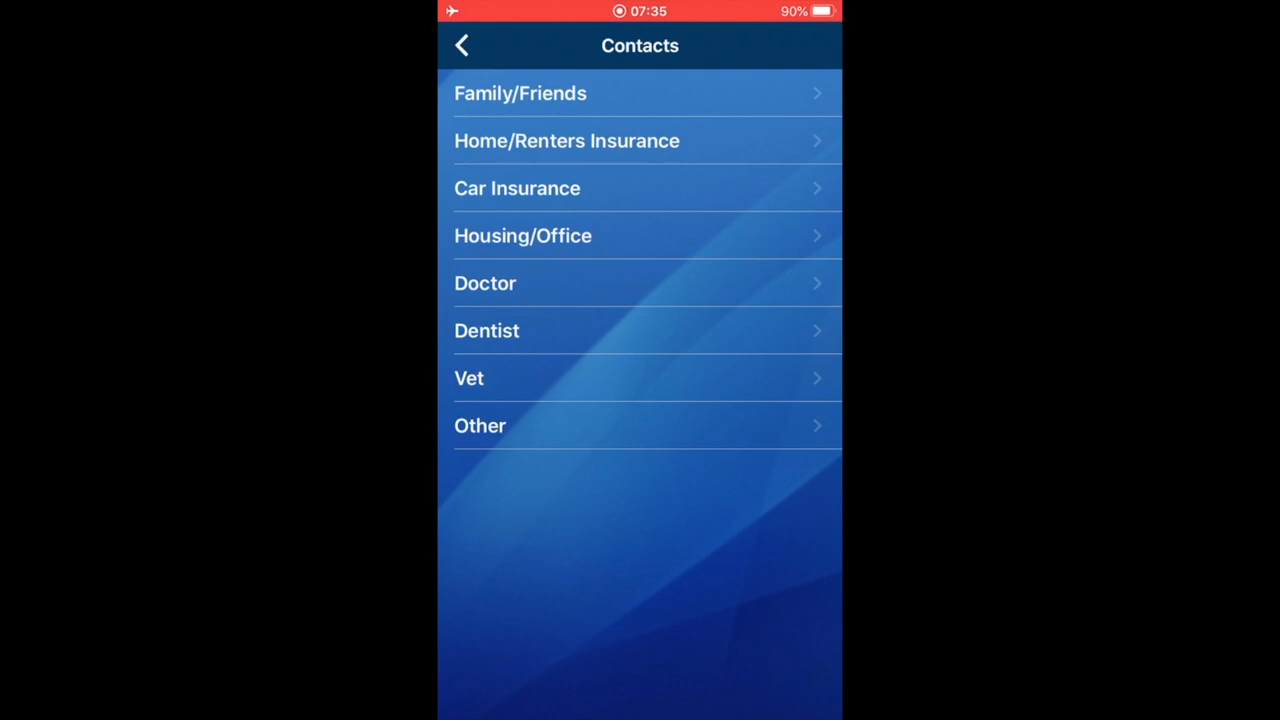 07:35
90%
Contacts
Family/Friends
Home/Renters Insurance
Car Insurance
Housing/Office
Doctor
Dentist
Vet
Other